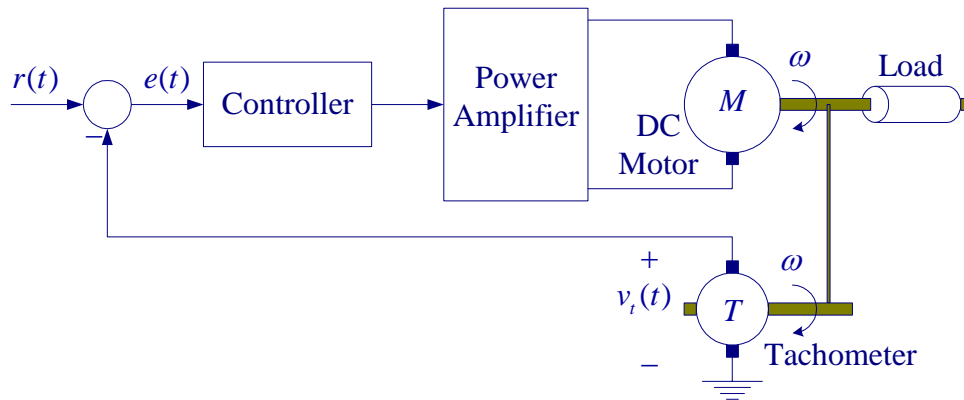 r(t)
e(t)
Controller
Power
Amplifier
M
DC
Motor
ω
Load
−
+
v_t(t)
−
T
ω
Tachometer